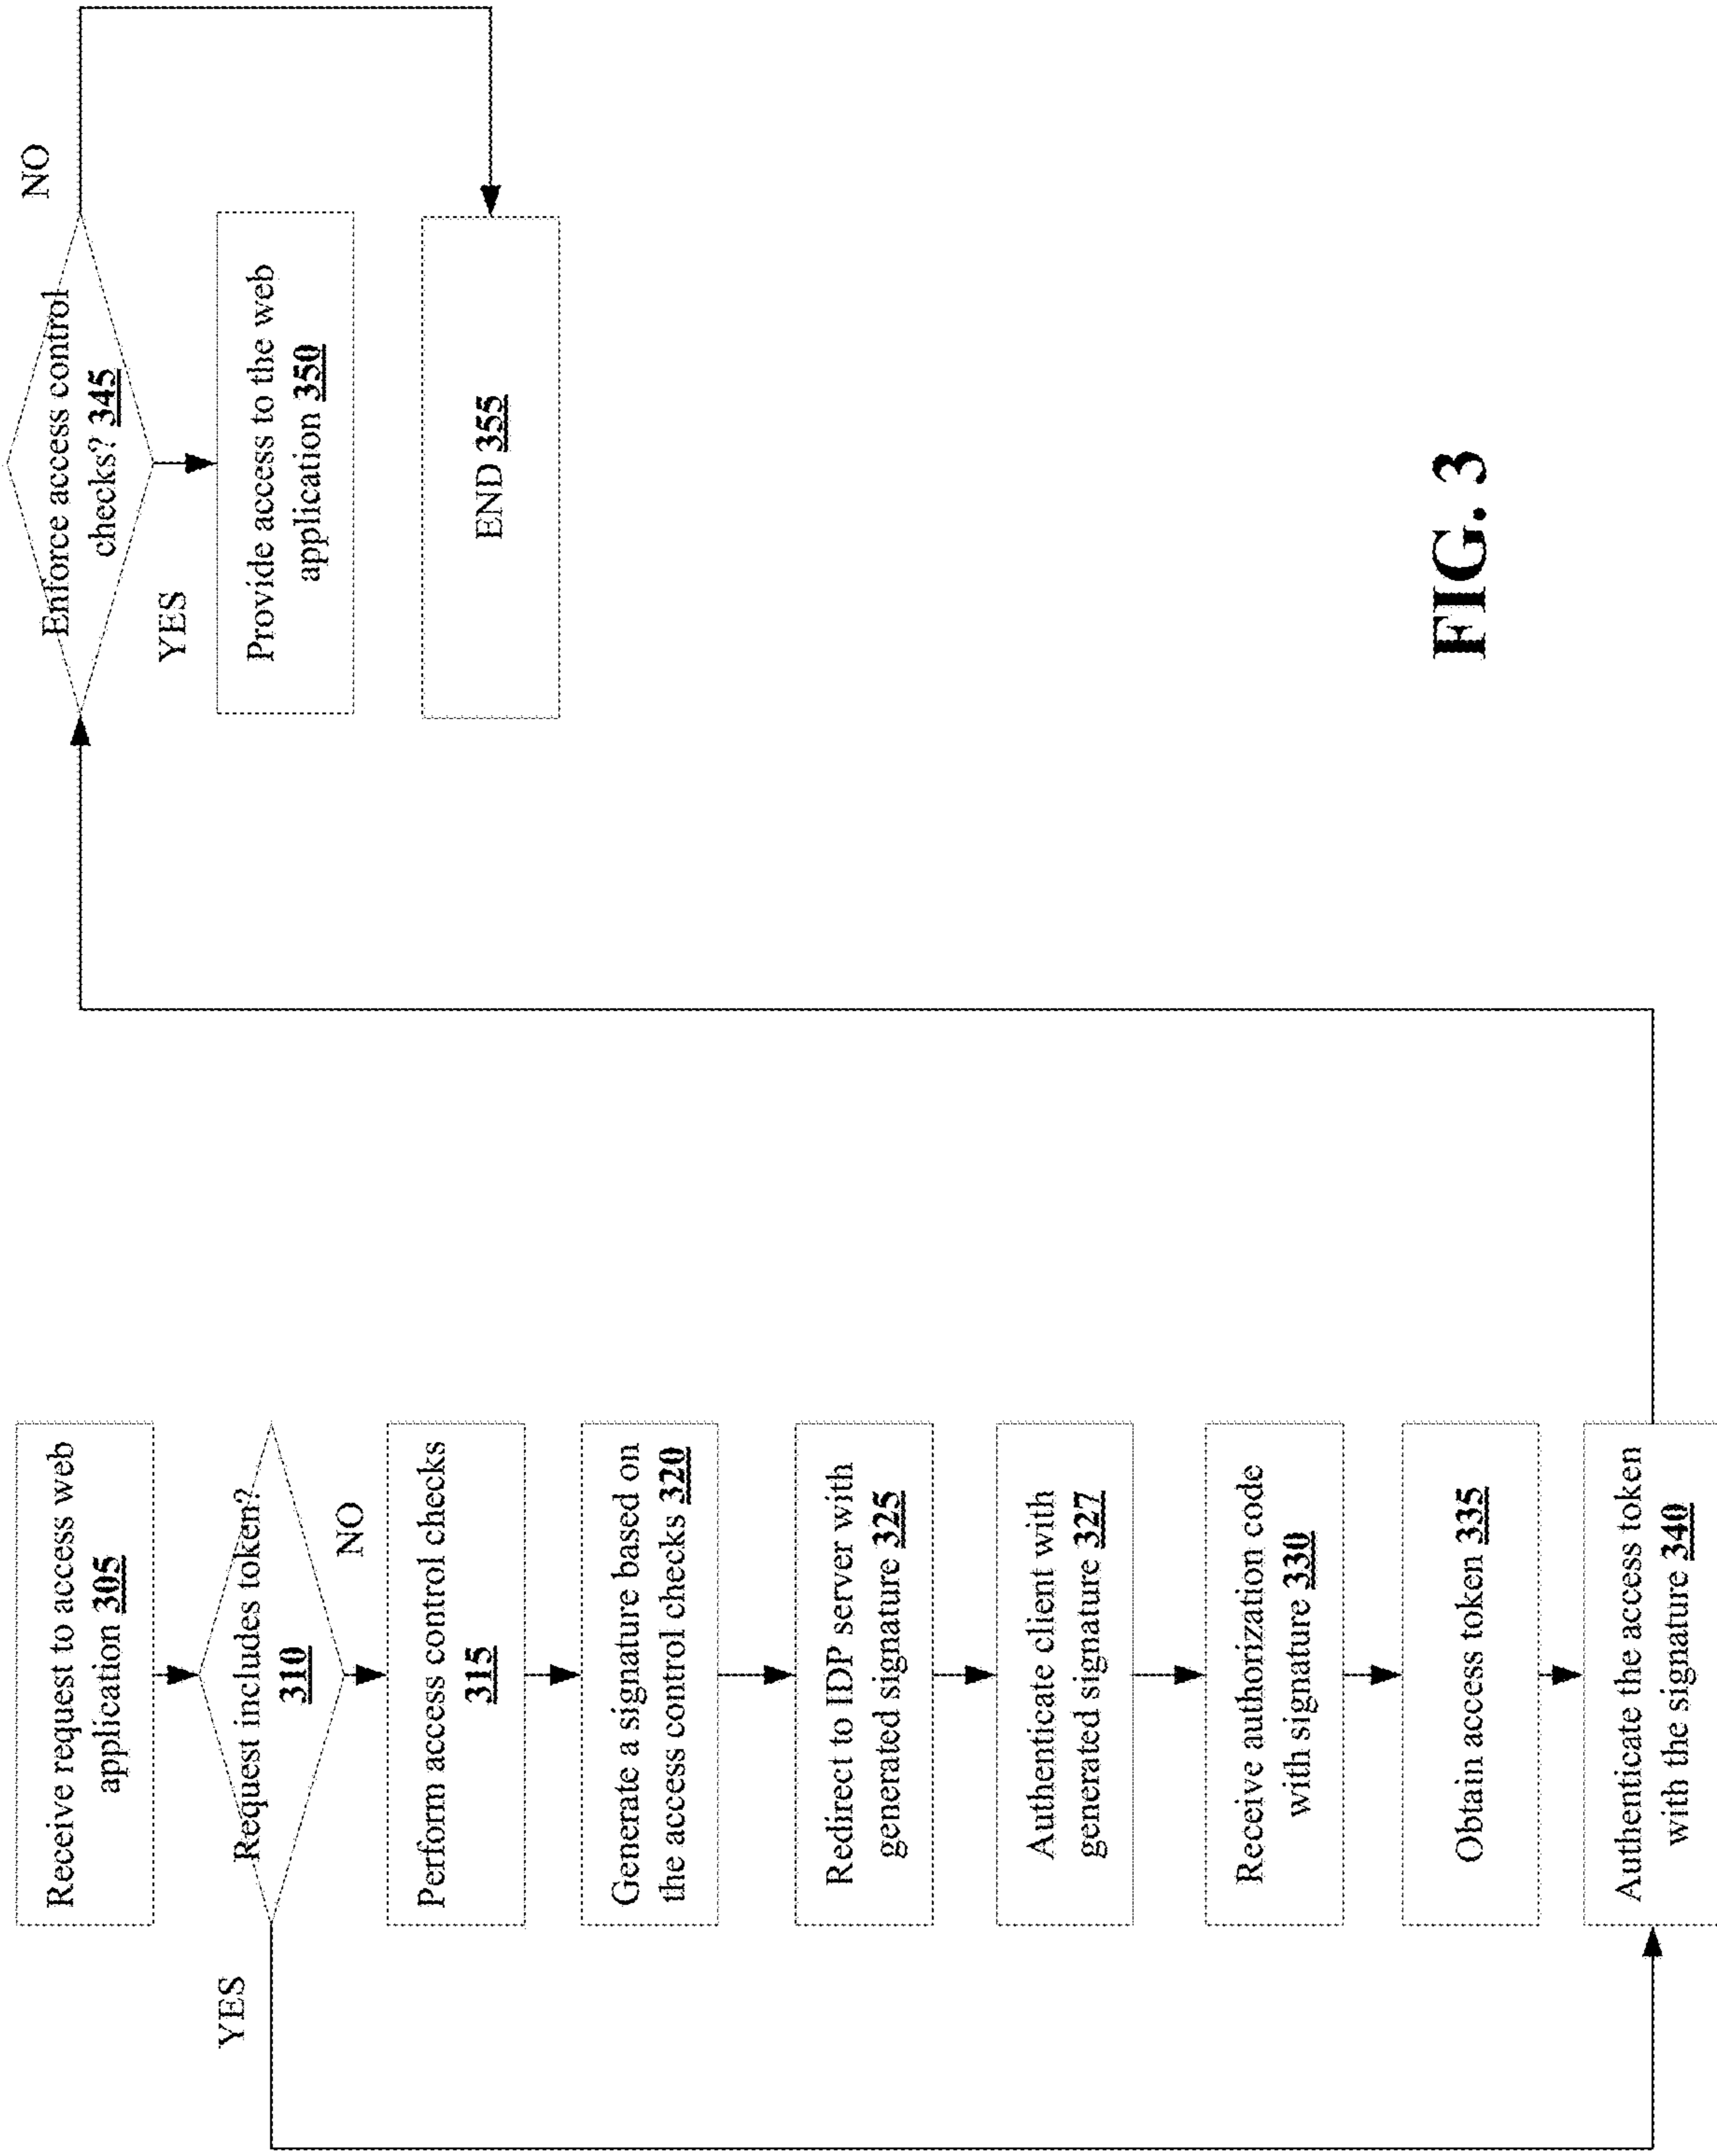 Receive request to access web
application 305
Request includes token?
310
YES
NO
Perform access control checks
315
Generate a signature based on
the access control checks 320
Redirect to IDP server with
generated signature 325
Authenticate client with
generated signature 327
Receive authorization code
with signature 330
Obtain access token 335
Authenticate the access token
with the signature 340
Enforce access control
checks? 345
NO
YES
Provide access to the web
application 350
END 355
FIG. 3